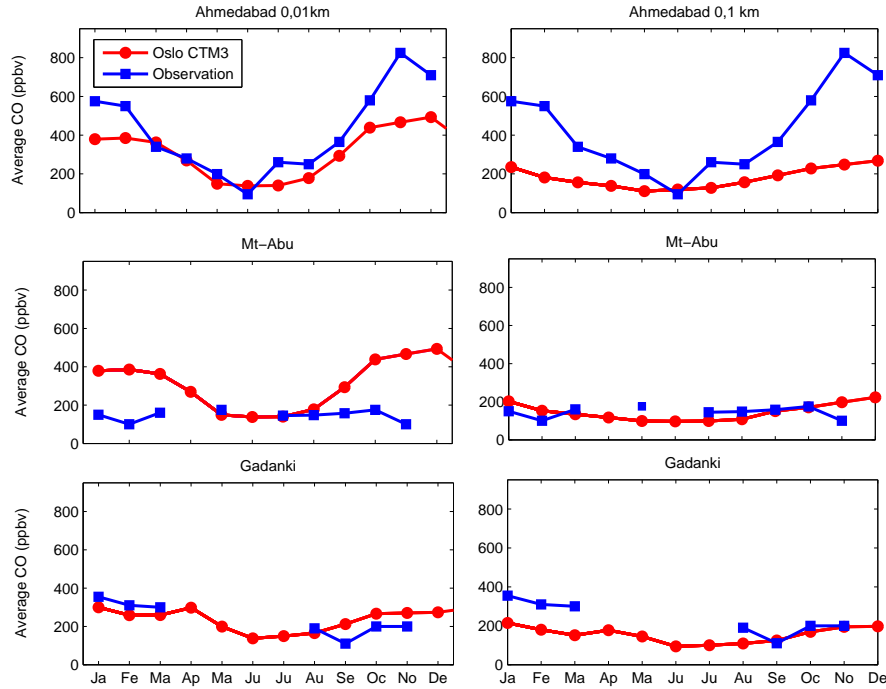 Ahmedabad 0,01km
Ahmedabad 0,1 km
Average CO (ppbv)
800
600
400
200
0
Oslo CTM3
Observation
800
600
400
200
0
Mt-Abu
Mt-Abu
Average CO (ppbv)
800
600
400
200
0
800
600
400
200
0
Gadanki
Gadanki
Average CO (ppbv)
800
600
400
200
0
800
600
400
200
0
Ja Fe Ma Ap Ma Ju Ju Au Se Oc No De
Ja Fe Ma Ap Ma Ju Ju Au Se Oc No De